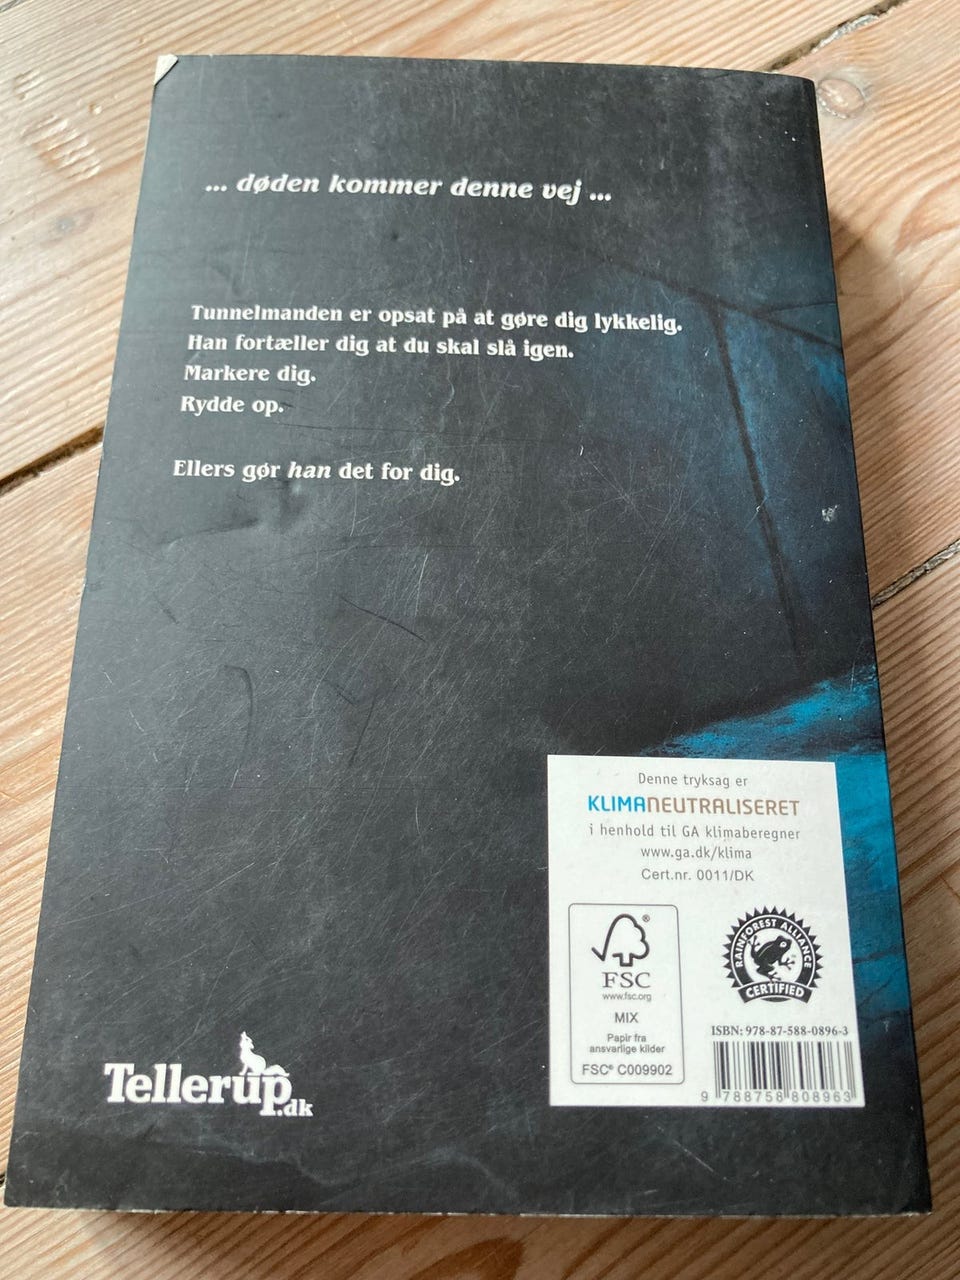 ... døden kommer denne vej ...
Tunnelmanden er opsat på at gøre dig lykkelig.
Han fortæller dig at du skal slå igen.
Markere dig.
Rydde op.
Ellers gør han det for dig.
Denne tryksag er
KLIMANEUTRALISERET
i henhold til GA klimaberegner
www.ga.dk/klima
Cert.nr. 0011/DK
®
FSC
www.fsc.org
MIX
Papir fra
ansvarlige kilder
FSC® C009902
RAINFOREST ALLIANCE
CERTIFIED
ISBN: 978-87-588-0896-3
9 788758 808963
Tellerup.dk